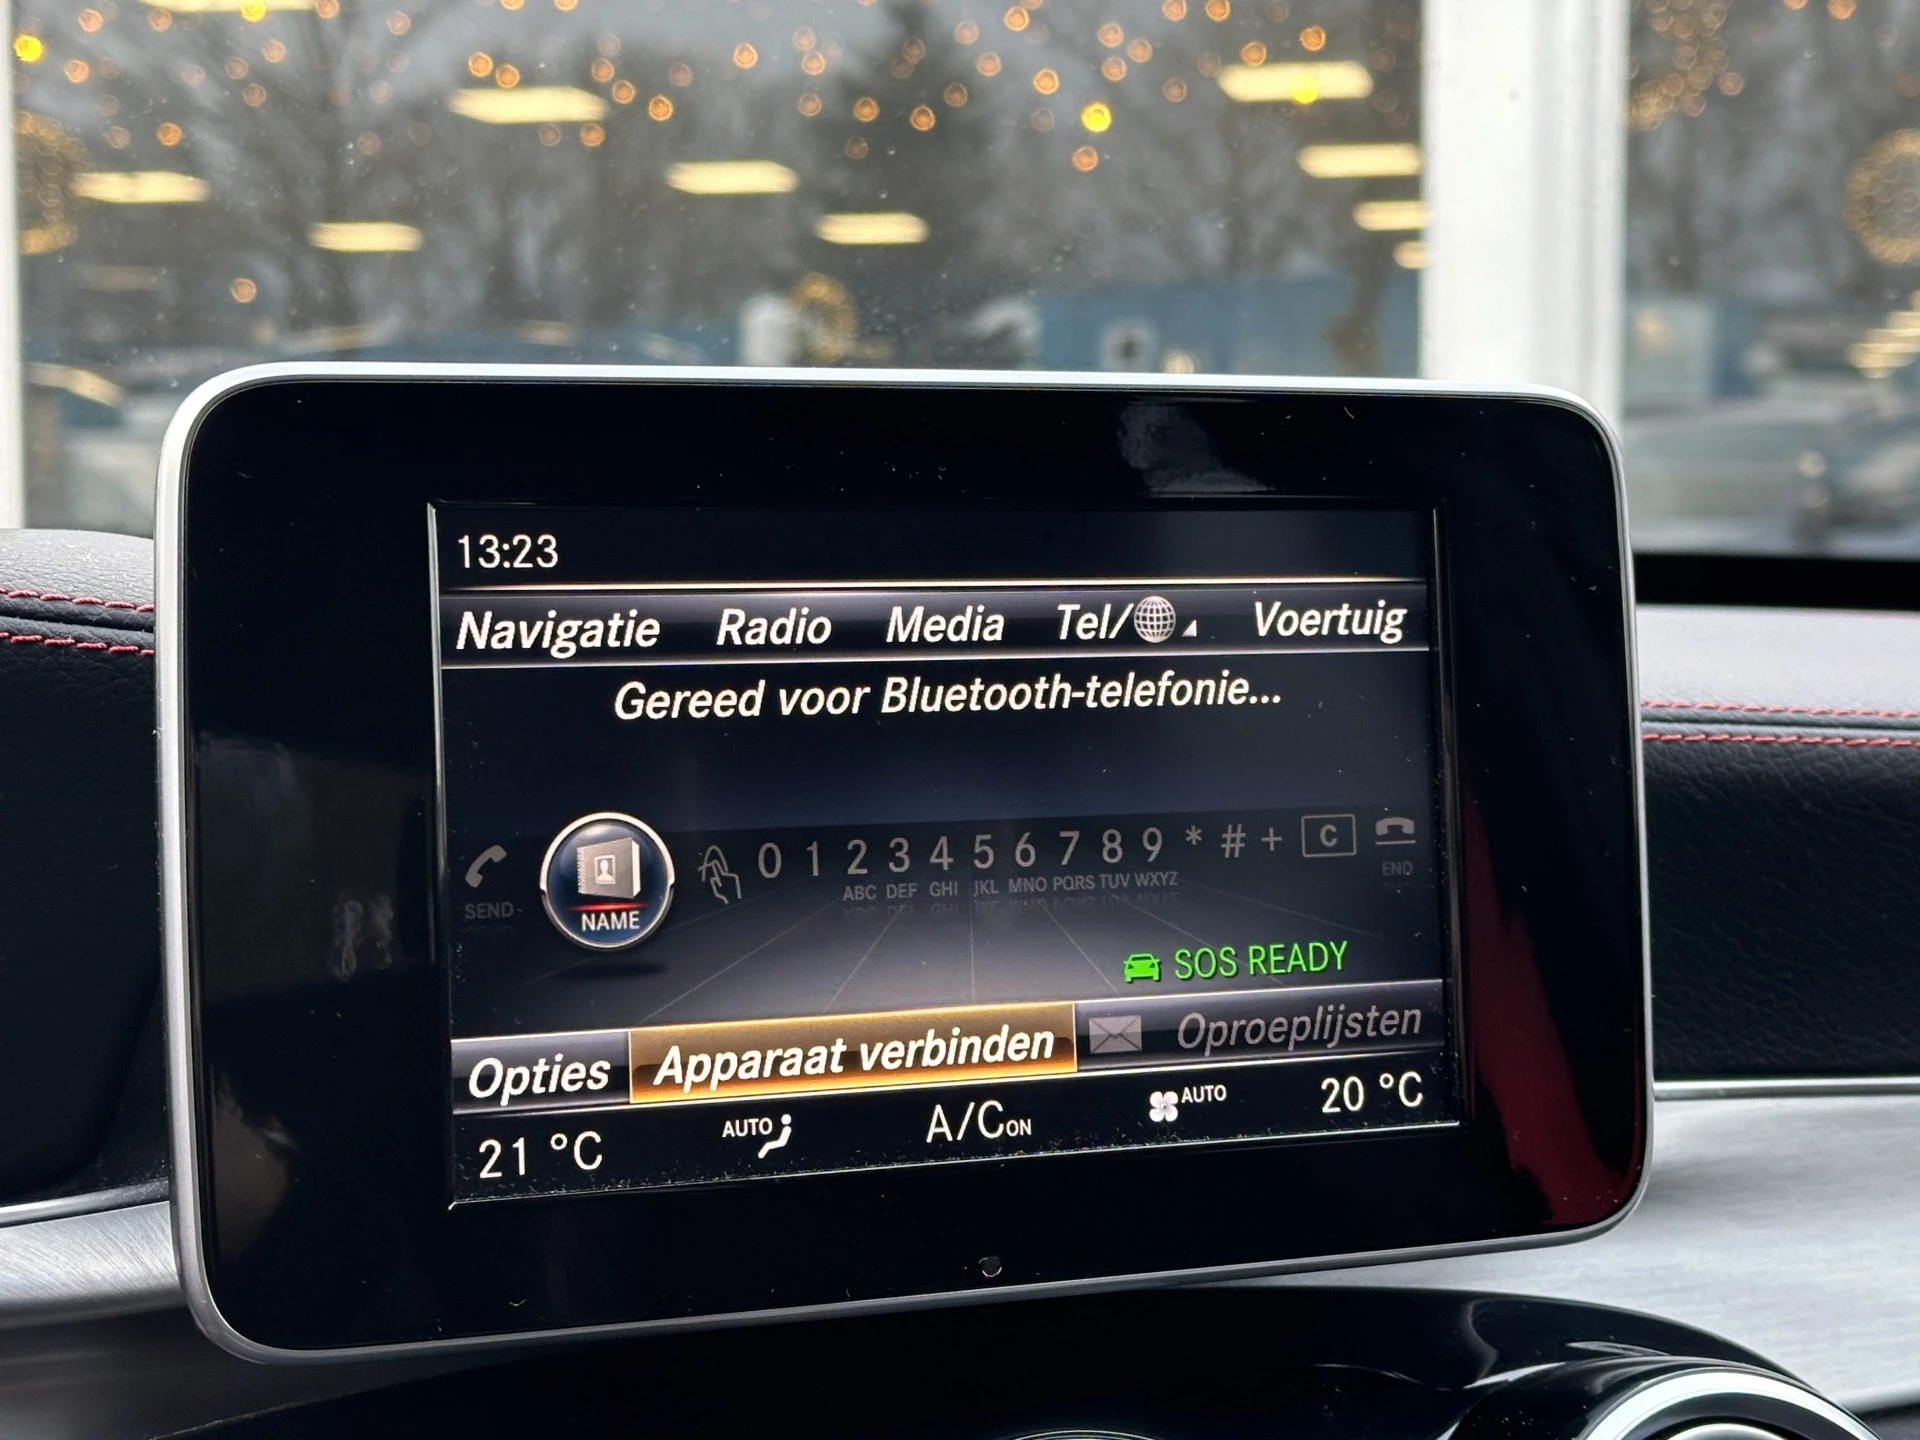 13:23
Navigatie Radio Media Tel/ Voertuig
Gereed voor Bluetooth-telefonie...
0 1 2 3 4 5 6 7 8 9 * # + C
ABC DEF GHI JKL MNO PQRS TUV WXYZ
SEND NAME END
SOS READY
Opties Apparaat verbinden Oproeplijsten
21 °C AUTO A/C ON AUTO 20 °C